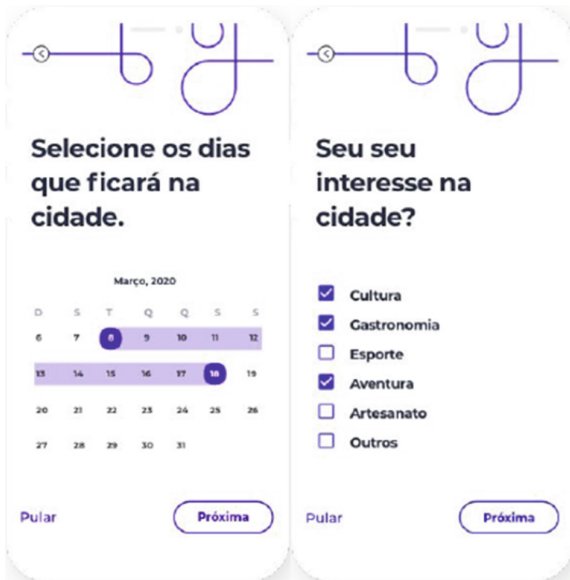 Selecione os dias
que ficará na
cidade.
Março, 2020
D S T Q Q S S
6 7 8 9 10 11 12
13 14 15 16 17 18 19
20 21 22 23 24 25 26
27 28 29 30 31
Pular Próxima
Seu seu
interesse na
cidade?
Cultura
Gastronomia
Esporte
Aventura
Artesanato
Outros
Pular Próxima